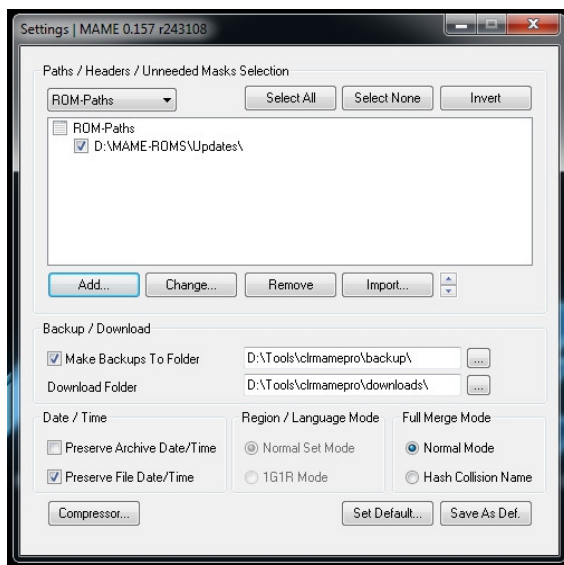 Settings | MAME 0.157 r243108
Paths / Headers / Unneeded Masks Selection
ROM-Paths
Select All
Select None
Invert
ROM-Paths
D:\MAME-ROMS\Updates\
Add...
Change...
Remove
Import...
Backup / Download
Make Backups To Folder
D:\Tools\clrmamepro\backup\
...
Download Folder
D:\Tools\clrmamepro\downloads\
...
Date / Time
Region / Language Mode
Full Merge Mode
Preserve Archive Date/Time
Normal Set Mode
Normal Mode
Preserve File Date/Time
1G1R Mode
Hash Collision Name
Compressor...
Set Default...
Save As Def.